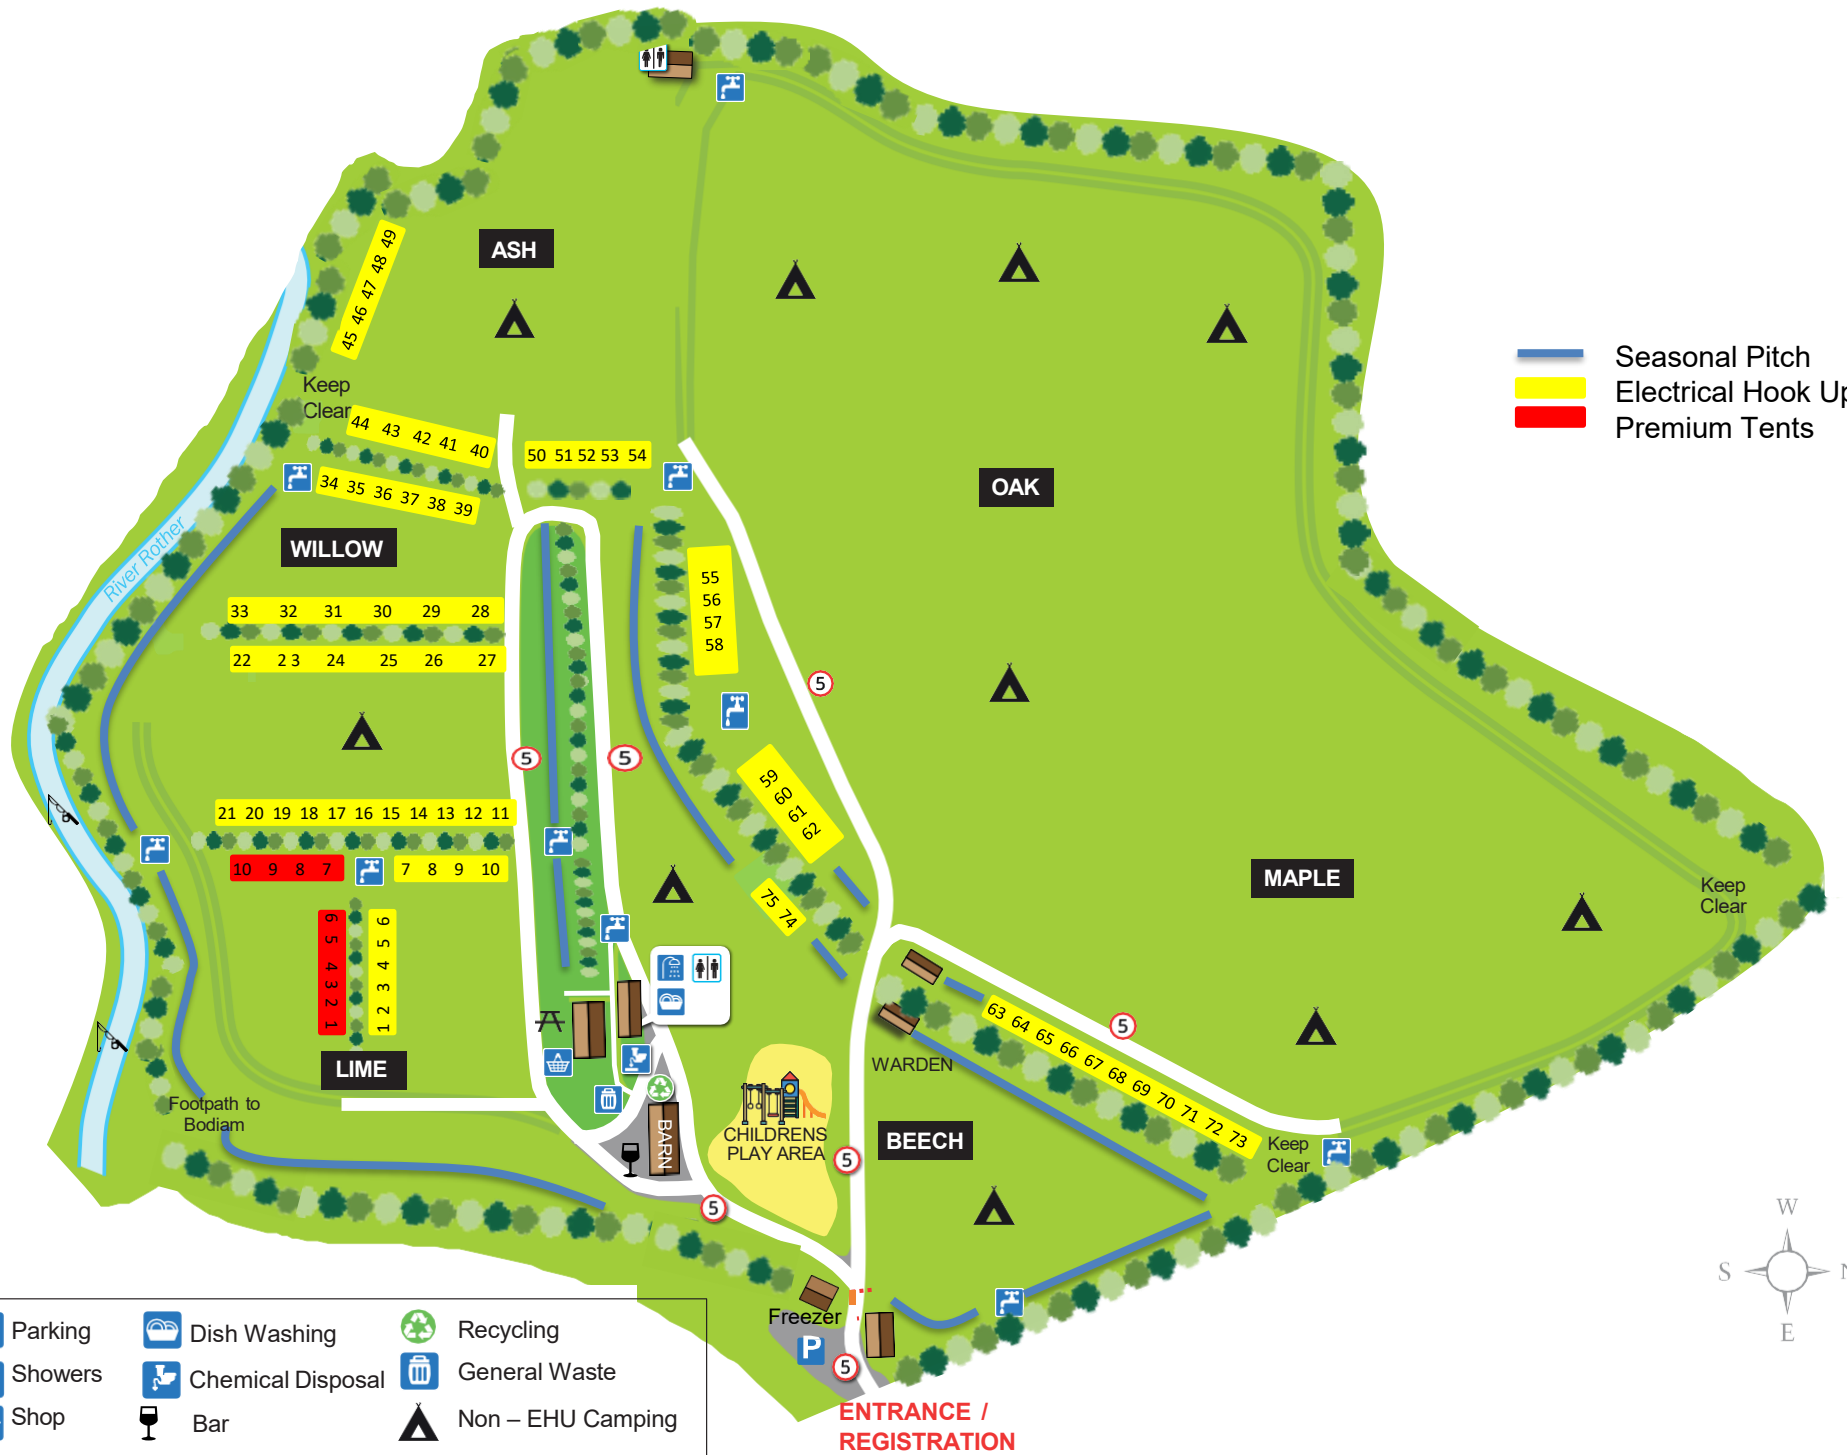 ASH
49
48
47
46
45
Keep
Clear
44 43 42 41 40
50 51 52 53 54
34 35 36 37 38 39
Seasonal Pitch
Electrical Hook Up
Premium Tents
OAK
WILLOW
River Rother
33 32 31 30 29 28
22 2 3 24 25 26 27
55
56
57
58
5
5
5
59
60
61
62
21 20 19 18 17 16 15 14 13 12 11
10 9 8 7
7 8 9 10
75 74
MAPLE
Keep
Clear
6 5 4 3 2 1
1 2 3 4 5 6
LIME
63 64 65 66 67 68 69 70 71 72 73
5
WARDEN
Footpath to
Bodiam
BARN
CHILDRENS
PLAY AREA
BEECH
5
Keep
Clear
5
W
S N
E
Freezer
P
5
ENTRANCE /
REGISTRATION
Parking
Dish Washing
Recycling
Showers
Chemical Disposal
General Waste
Shop
Bar
Non – EHU Camping